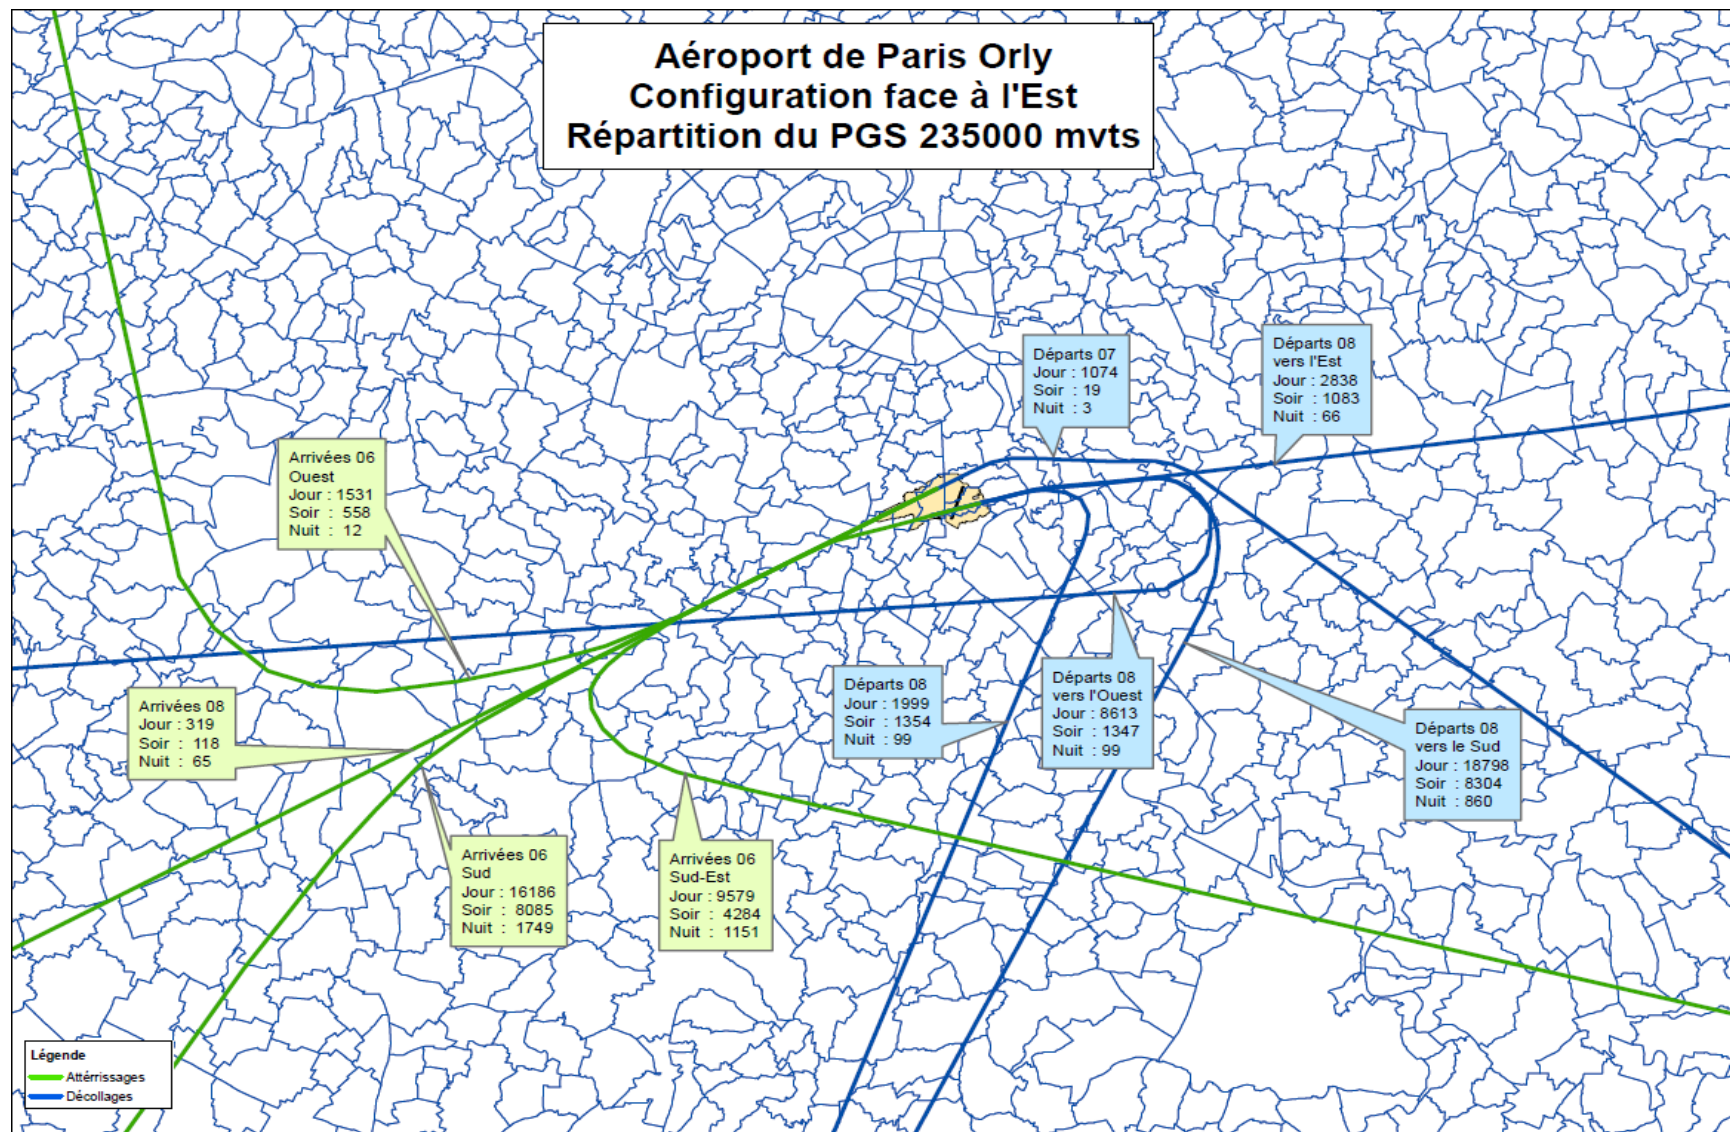 Aéroport de Paris Orly
Configuration face à l'Est
Répartition du PGS 235000 mvts
Départs 07
Jour : 1074
Soir : 19
Nuit : 3
Départs 08
vers l'Est
Jour : 2838
Soir : 1083
Nuit : 66
Arrivées 06
Ouest
Jour : 1531
Soir : 558
Nuit : 12
Arrivées 08
Jour : 319
Soir : 118
Nuit : 65
Départs 08
Jour : 1999
Soir : 1354
Nuit : 99
Départs 08
vers l'Ouest
Jour : 8613
Soir : 1347
Nuit : 99
Départs 08
vers le Sud
Jour : 18798
Soir : 8304
Nuit : 860
Arrivées 06
Sud
Jour : 16186
Soir : 8085
Nuit : 1749
Arrivées 06
Sud-Est
Jour : 9579
Soir : 4284
Nuit : 1151
Légende
Attérrissages
Décollages